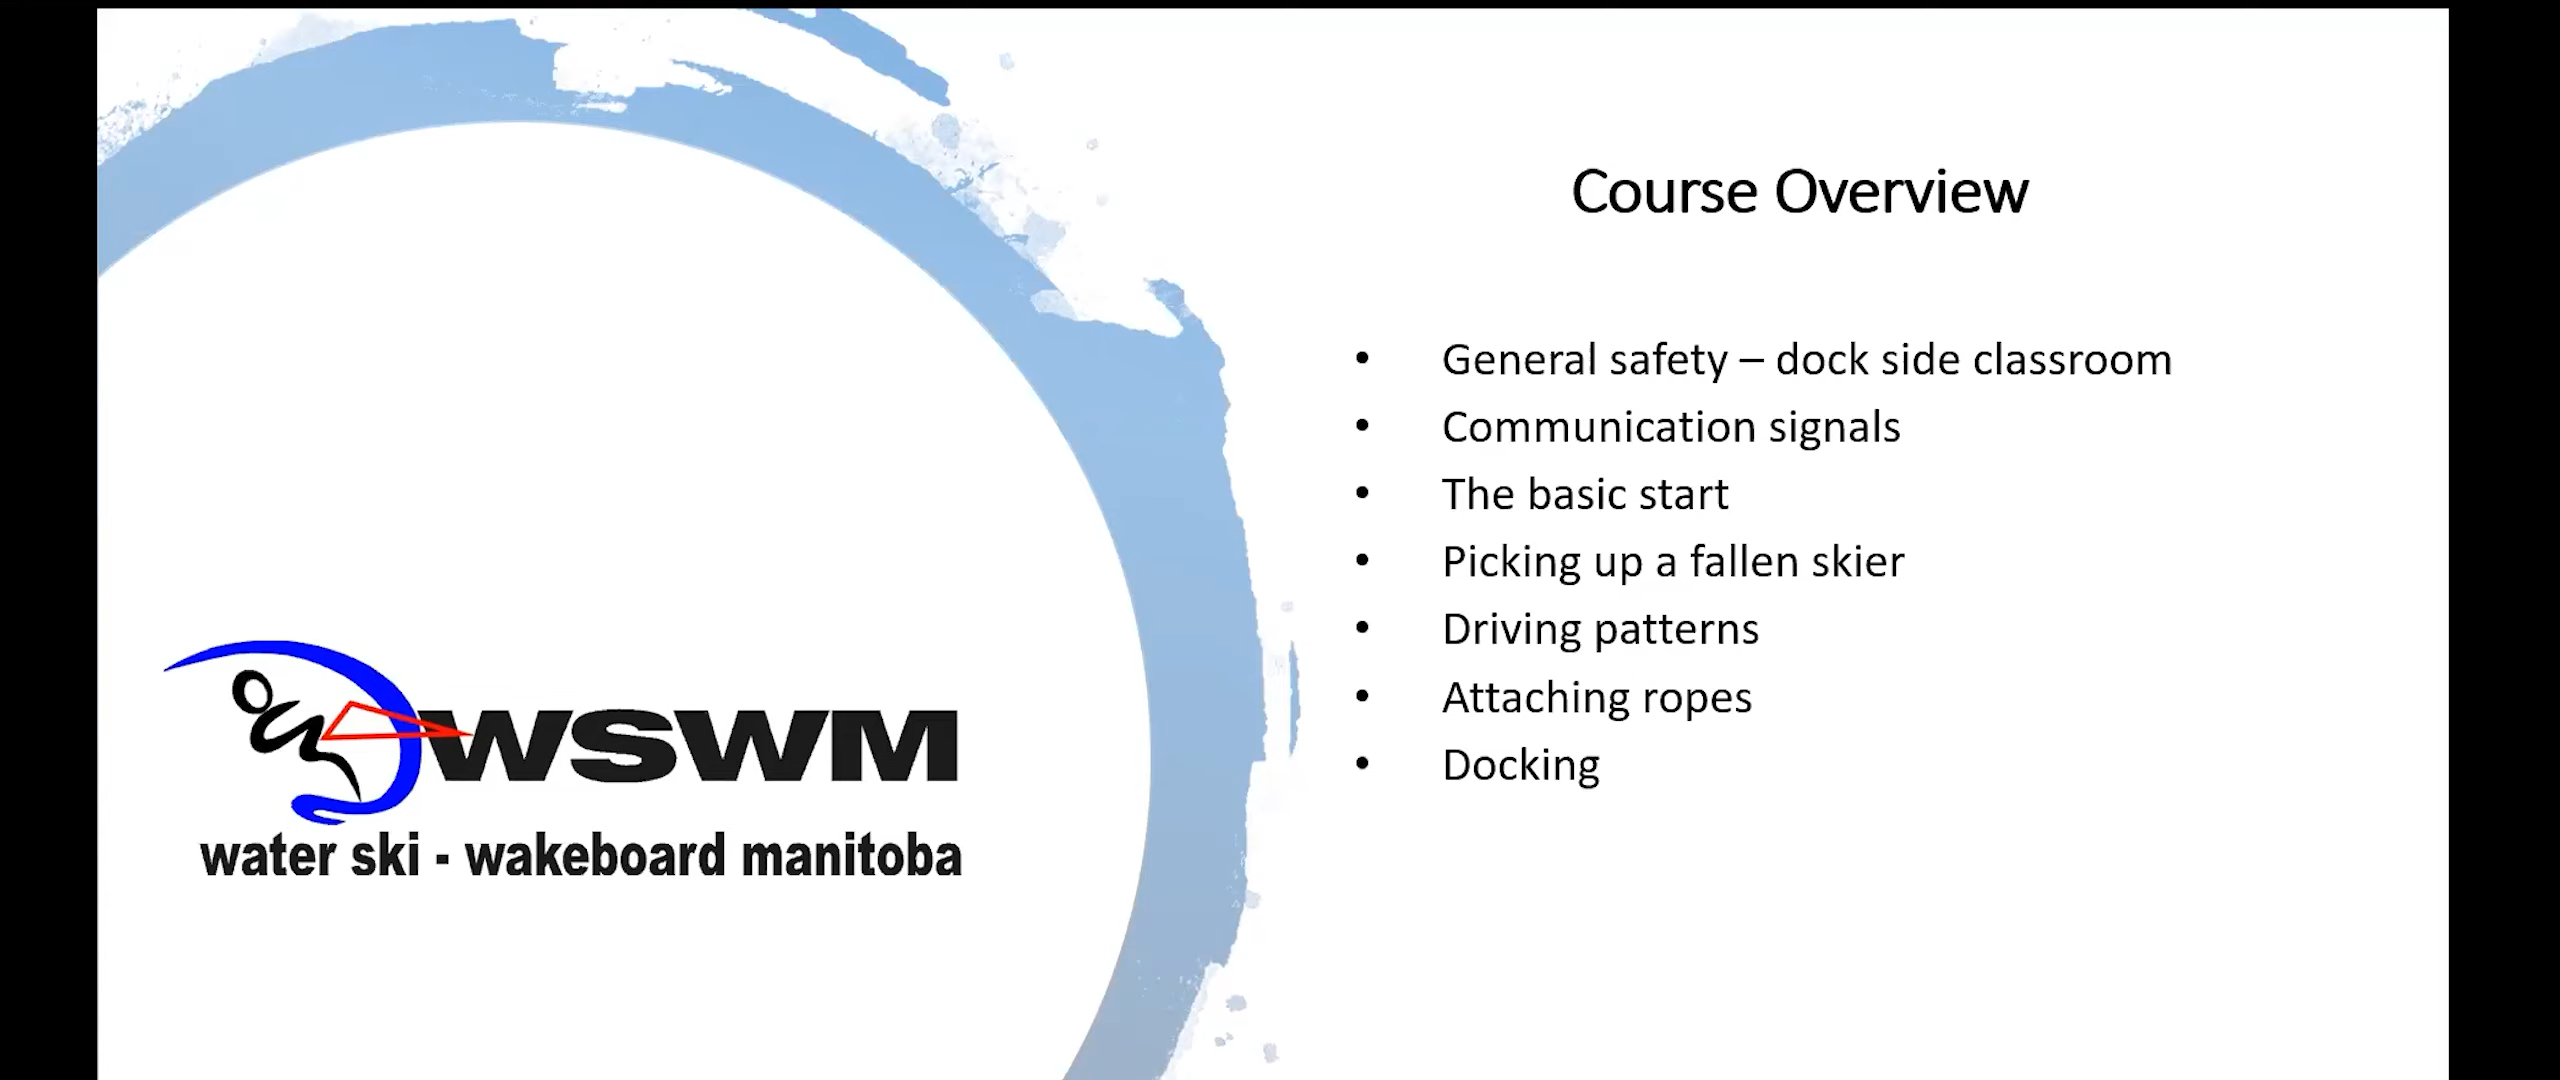 Course Overview
• General safety – dock side classroom
• Communication signals
• The basic start
• Picking up a fallen skier
• Driving patterns
• Attaching ropes
• Docking
WSWM
water ski - wakeboard manitoba